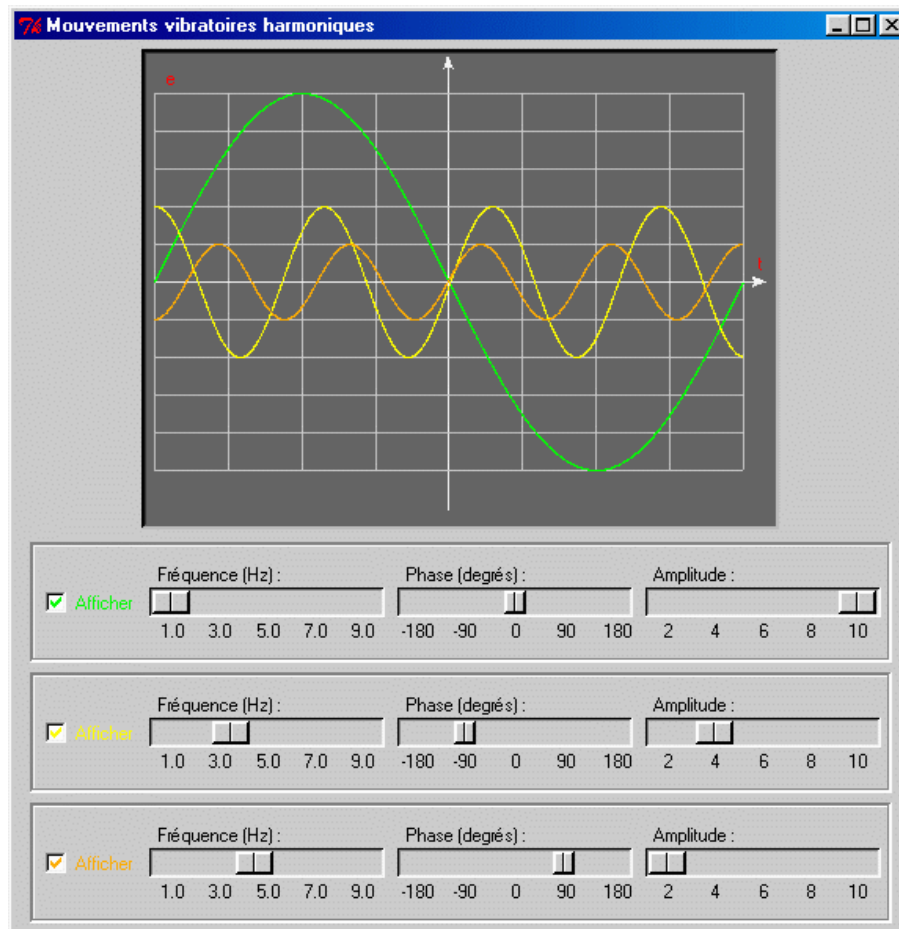 Mouvements vibratoires harmoniques
e
t
Fréquence (Hz) : Phase (degrés) : Amplitude :
Afficher
1.0 3.0 5.0 7.0 9.0 -180 -90 0 90 180 2 4 6 8 10
Fréquence (Hz) : Phase (degrés) : Amplitude :
Afficher
1.0 3.0 5.0 7.0 9.0 -180 -90 0 90 180 2 4 6 8 10
Fréquence (Hz) : Phase (degrés) : Amplitude :
Afficher
1.0 3.0 5.0 7.0 9.0 -180 -90 0 90 180 2 4 6 8 10